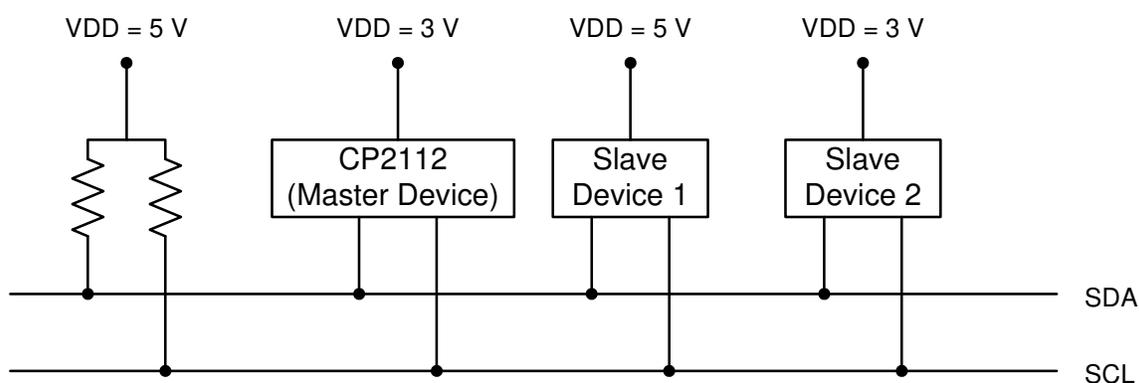 VDD = 5 V
VDD = 3 V
VDD = 5 V
VDD = 3 V
CP2112
(Master Device)
Slave
Device 1
Slave
Device 2
SDA
SCL